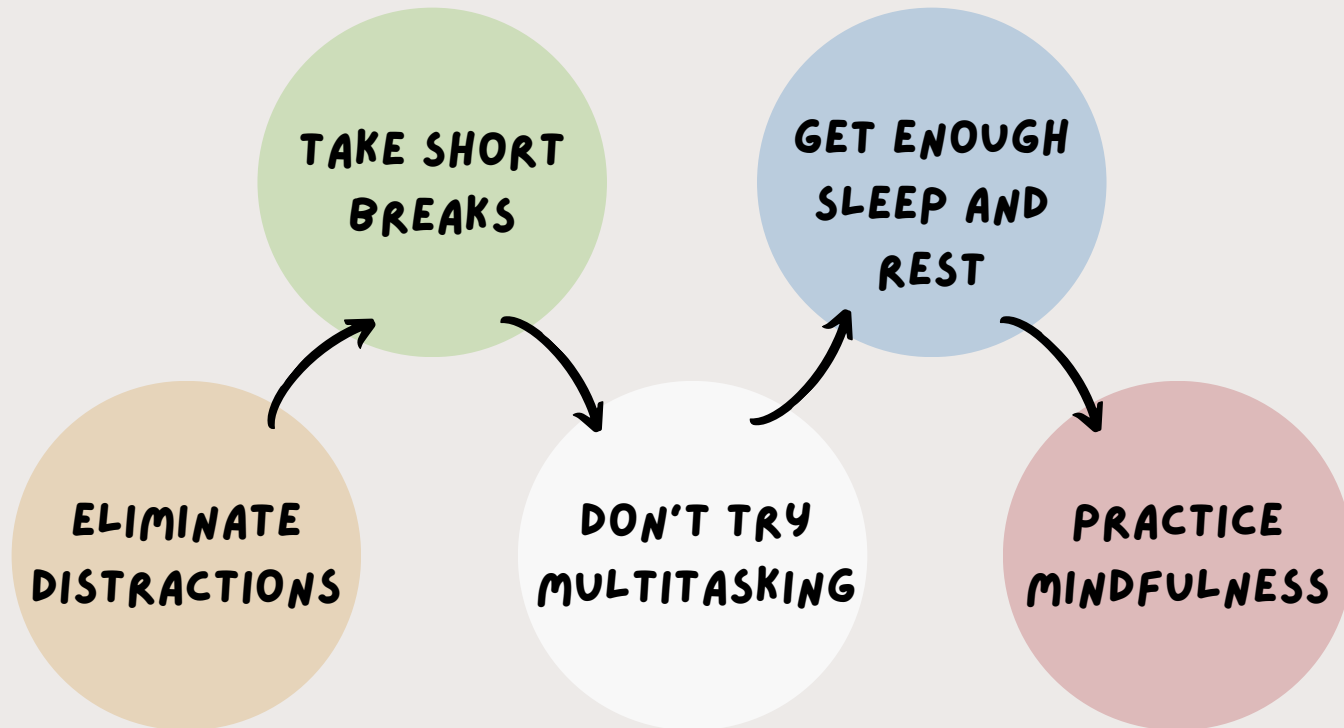 ELIMINATE
DISTRACTIONS
TAKE SHORT
BREAKS
DON'T TRY
MULTITASKING
GET ENOUGH
SLEEP AND
REST
PRACTICE
MINDFULNESS